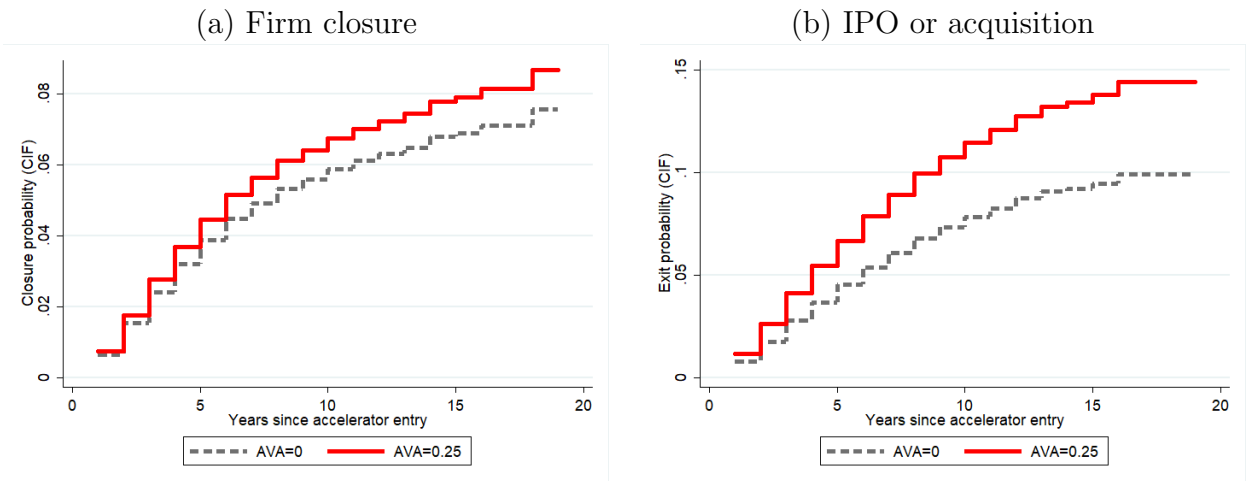 (a) Firm closure
Closure probability (CIF)
.08
.06
.04
.02
0
0 5 10 15 20
Years since accelerator entry
AVA=0 AVA=0.25
(b) IPO or acquisition
Exit probability (CIF)
.15
.1
.05
0
0 5 10 15 20
Years since accelerator entry
AVA=0 AVA=0.25